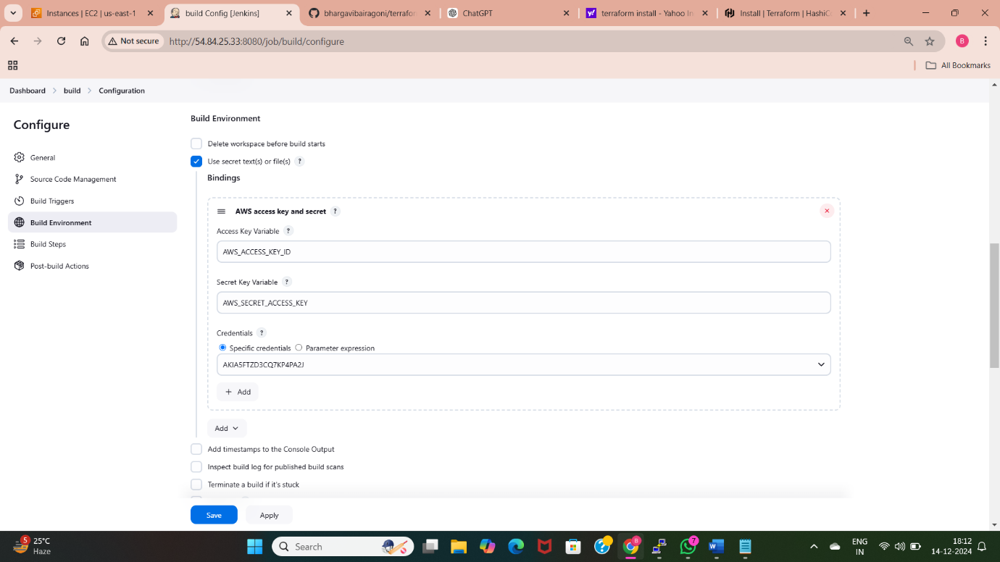 Instances | EC2 | us-east-1
build Config [Jenkins]
bhargavibairagoni/terrafor
ChatGPT
terraform install - Yahoo In
Install | Terraform | HashiC
Not secure
http://54.84.25.33:8080/job/build/configure
B
All Bookmarks
Dashboard > build > Configuration
Configure
General
Source Code Management
Build Triggers
Build Environment
Build Steps
Post-build Actions
Build Environment
Delete workspace before build starts
Use secret text(s) or file(s) ?
Bindings
AWS access key and secret ?
Access Key Variable ?
AWS_ACCESS_KEY_ID
Secret Key Variable ?
AWS_SECRET_ACCESS_KEY
Credentials ?
Specific credentials Parameter expression
AKIA5FTZD3CQ7KP4PA2J
+ Add
Add
Add timestamps to the Console Output
Inspect build log for published build scans
Terminate a build if it's stuck
Save
Apply
5
25°C
Haze
Search
B
7
ENG
IN
18:12
14-12-2024